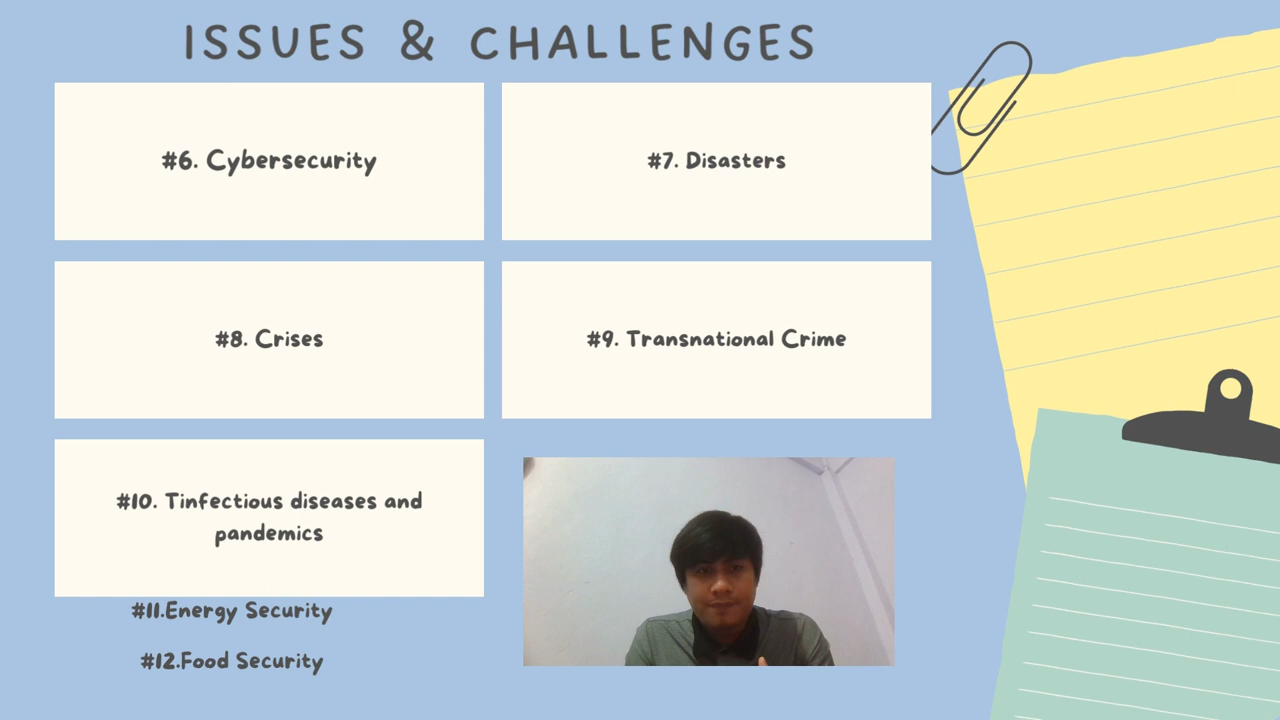 ISSUES & CHALLENGES
#6. Cybersecurity
#7. Disasters
#8. Crises
#9. Transnational Crime
#10. Tinfectious diseases and
pandemics
#11.Energy Security
#12.Food Security